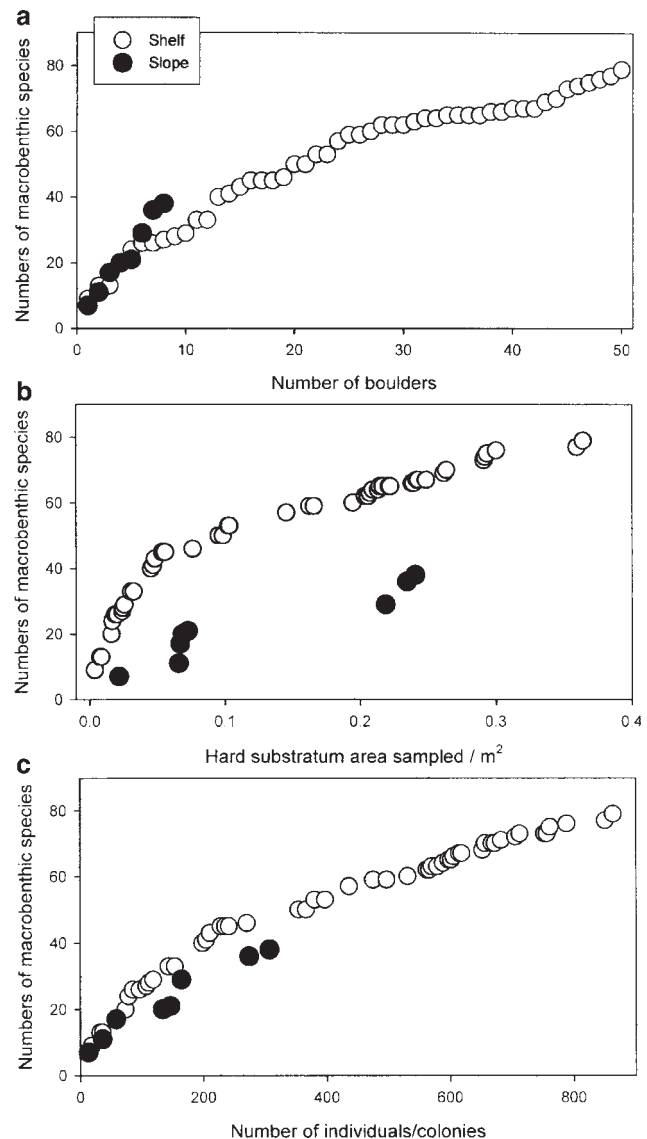 a
Shelf
Slope
Numbers of macrobenthic species
80
60
40
20
0
0 10 20 30 40 50
Number of boulders
b
Numbers of macrobenthic species
80
60
40
20
0
0.0 0.1 0.2 0.3 0.4
Hard substratum area sampled / m²
c
Numbers of macrobenthic species
80
60
40
20
0
0 200 400 600 800
Number of individuals/colonies